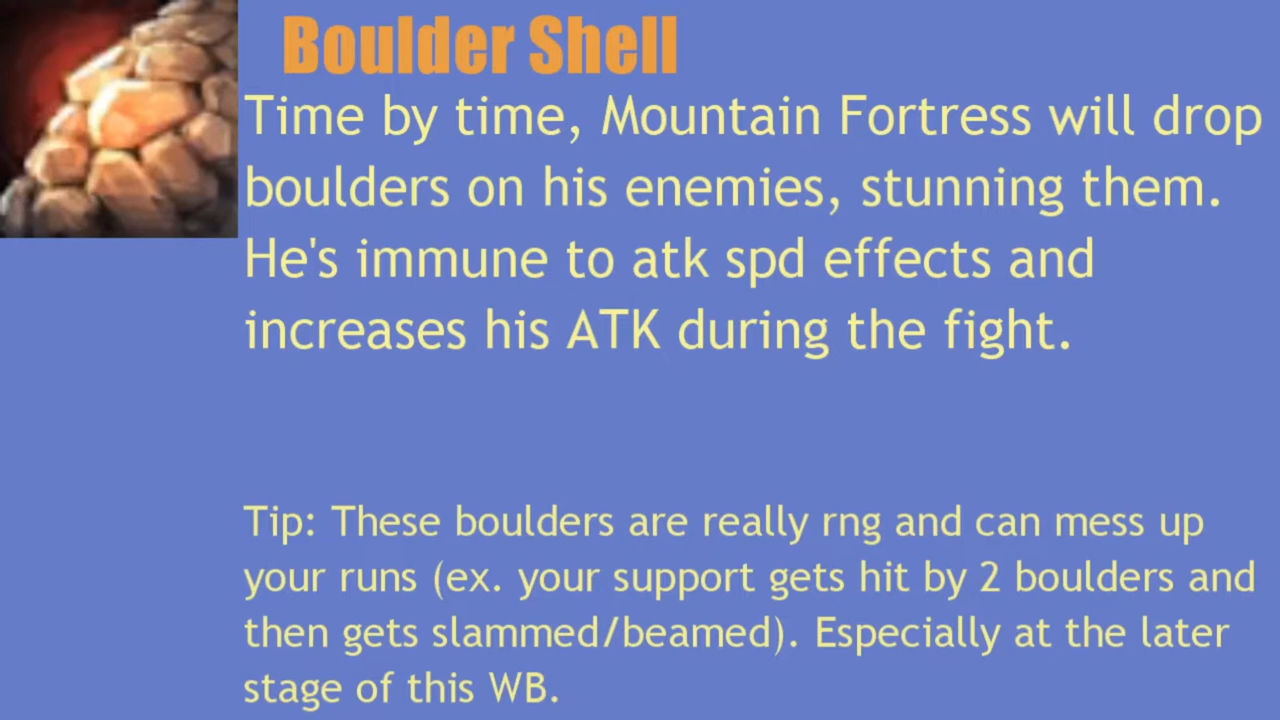 Boulder Shell
Time by time, Mountain Fortress will drop
boulders on his enemies, stunning them.
He's immune to atk spd effects and
increases his ATK during the fight.
Tip: These boulders are really rng and can mess up
your runs (ex. your support gets hit by 2 boulders and
then gets slammed/beamed). Especially at the later
stage of this WB.